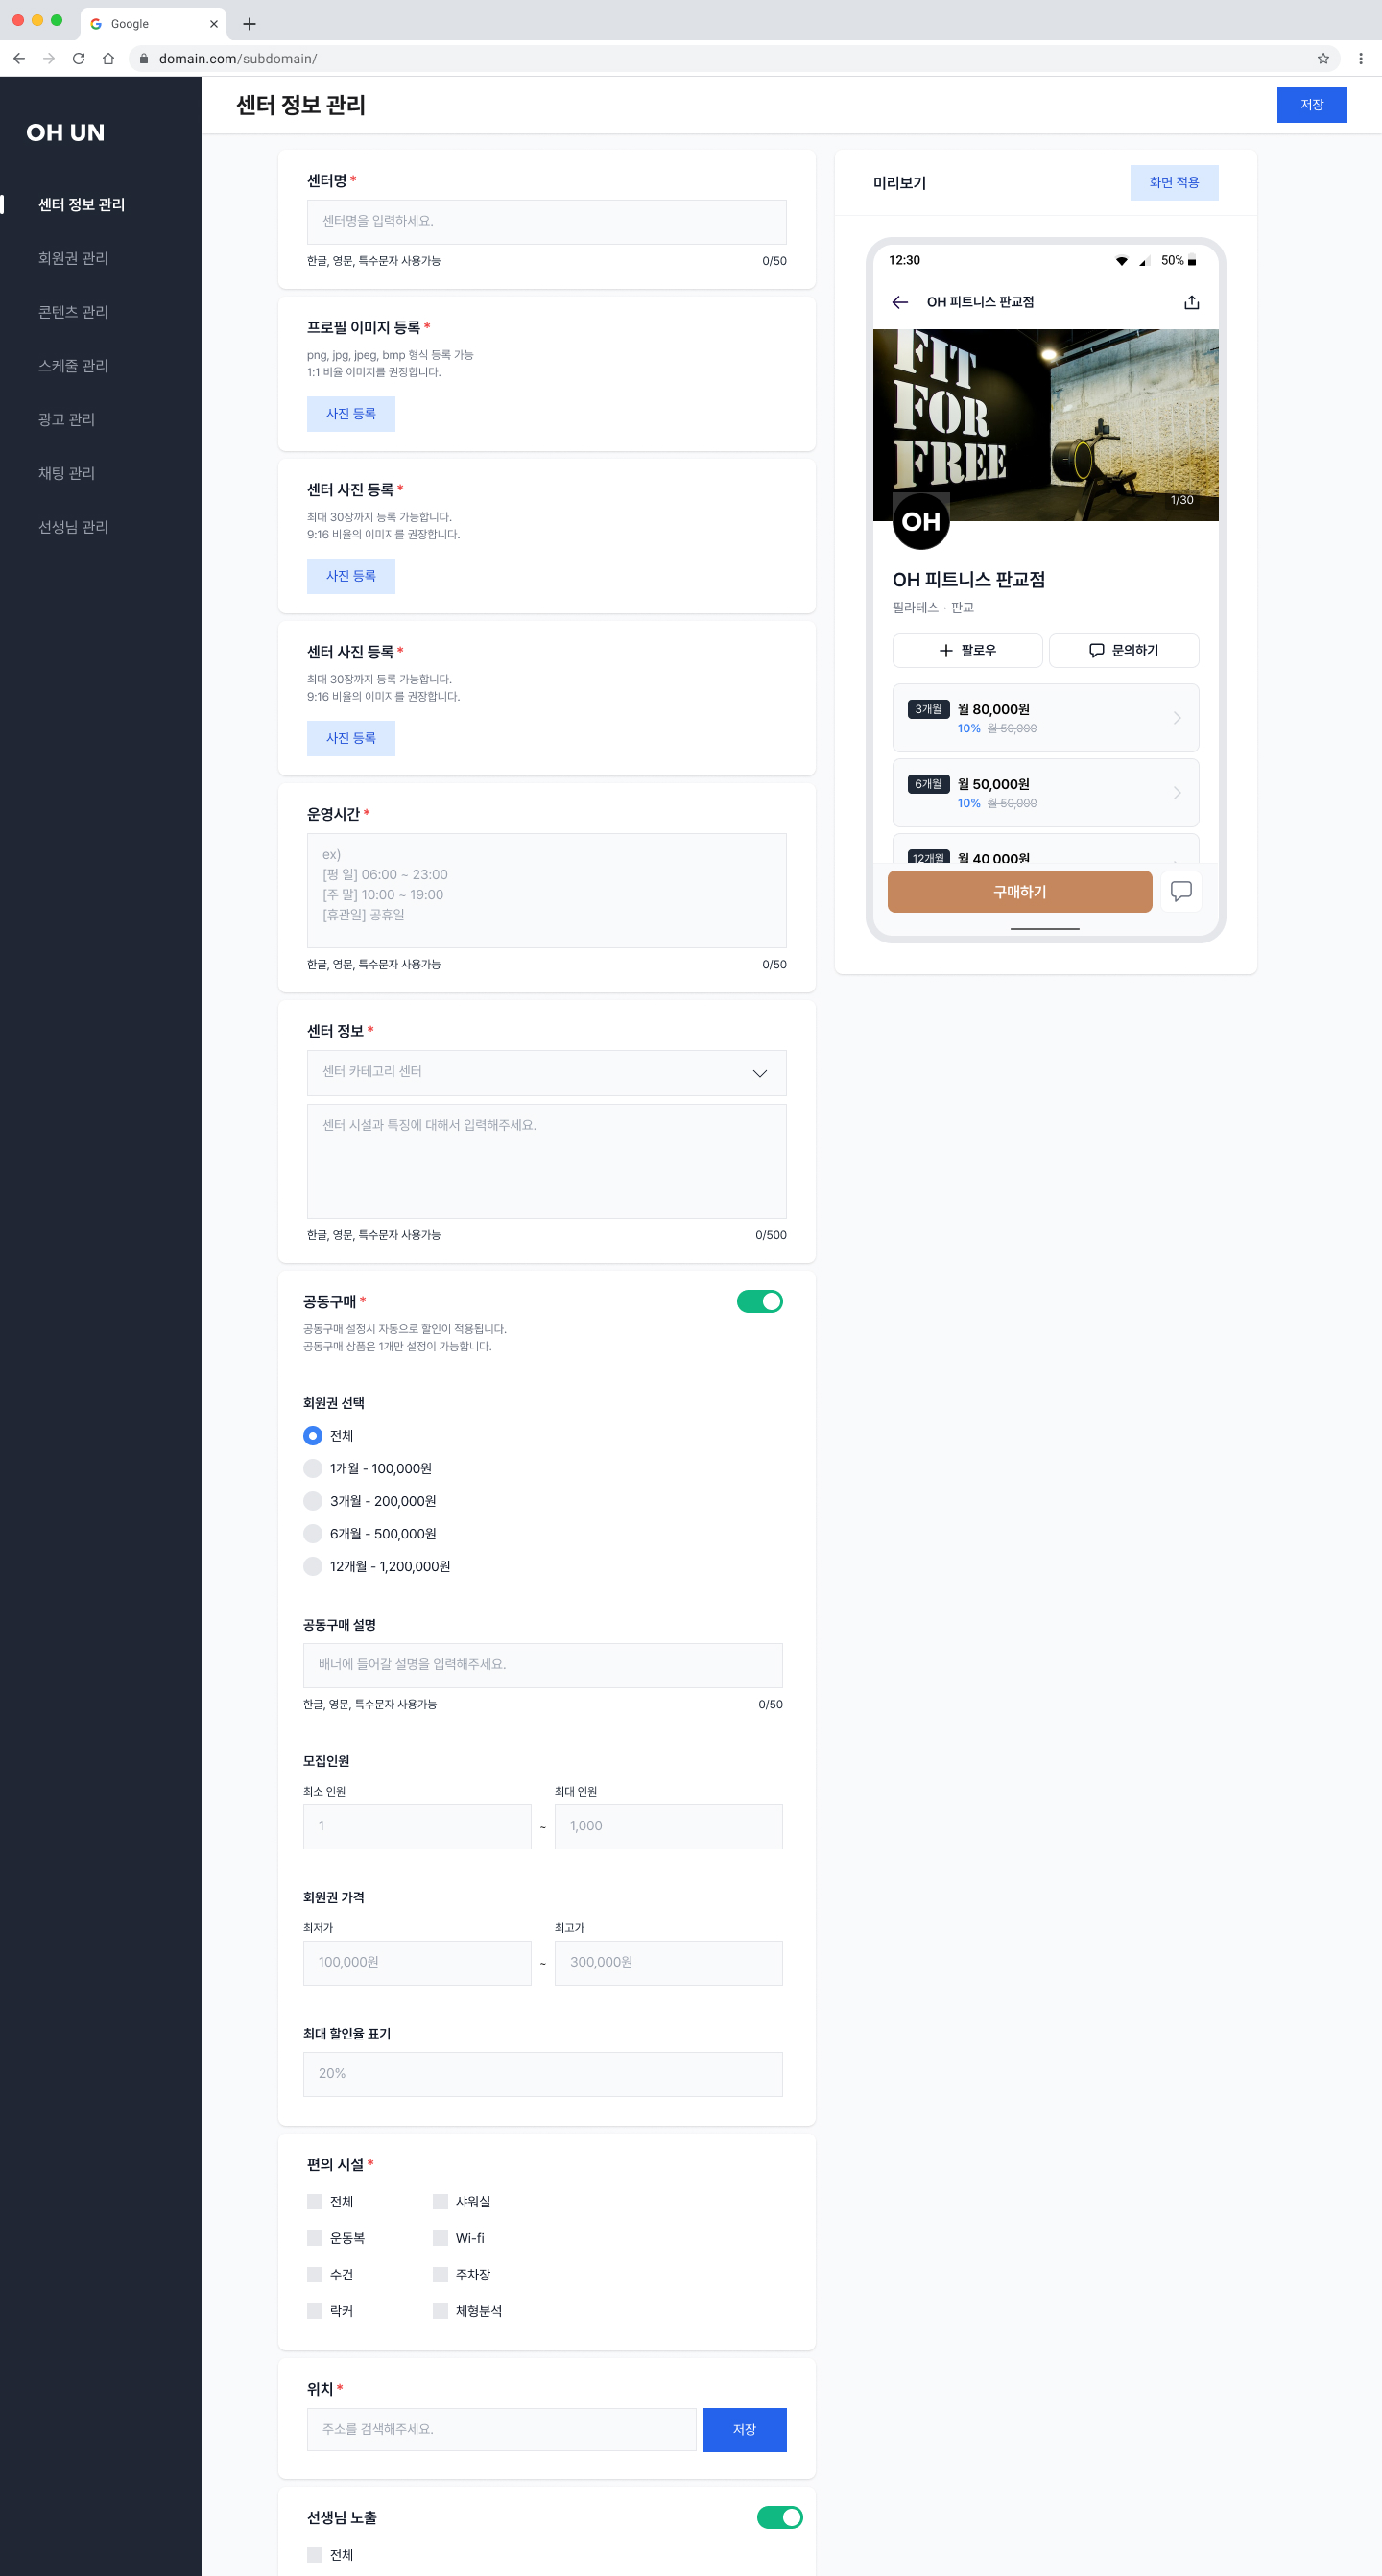 Google
domain.com/subdomain/
OH UN
센터 정보 관리
회원권 관리
콘텐츠 관리
스케줄 관리
광고 관리
채팅 관리
선생님 관리
센터 정보 관리
저장
센터명 *
센터명을 입력하세요.
한글, 영문, 특수문자 사용가능 0/50
프로필 이미지 등록 *
png, jpg, jpeg, bmp 형식 등록 가능
1:1 비율 이미지를 권장합니다.
사진 등록
센터 사진 등록 *
최대 30장까지 등록 가능합니다.
9:16 비율의 이미지를 권장합니다.
사진 등록
센터 사진 등록 *
최대 30장까지 등록 가능합니다.
9:16 비율의 이미지를 권장합니다.
사진 등록
운영시간 *
ex)
[평 일] 06:00 ~ 23:00
[주 말] 10:00 ~ 19:00
[휴관일] 공휴일
한글, 영문, 특수문자 사용가능 0/50
센터 정보 *
센터 카테고리 센터
센터 시설과 특징에 대해서 입력해주세요.
한글, 영문, 특수문자 사용가능 0/500
공동구매 *
공동구매 설정시 자동으로 할인이 적용됩니다.
공동구매 상품은 1개만 설정이 가능합니다.
회원권 선택
전체
1개월 - 100,000원
3개월 - 200,000원
6개월 - 500,000원
12개월 - 1,200,000원
공동구매 설명
배너에 들어갈 설명을 입력해주세요.
한글, 영문, 특수문자 사용가능 0/50
모집인원
최소 인원 최대 인원
1 ~ 1,000
회원권 가격
최저가 최고가
100,000원 ~ 300,000원
최대 할인율 표기
20%
편의 시설 *
전체 샤워실
운동복 Wi-fi
수건 주차장
락커 체형분석
위치 *
주소를 검색해주세요. 저장
선생님 노출
전체
미리보기 화면 적용
12:30 50%
OH 피트니스 판교점
FIT
FOR
FREE
1/30
OH
OH 피트니스 판교점
필라테스 · 판교
팔로우 문의하기
3개월 월 80,000원
10% 월 50,000
6개월 월 50,000원
10% 월 50,000
12개월 월 40,000원
구매하기